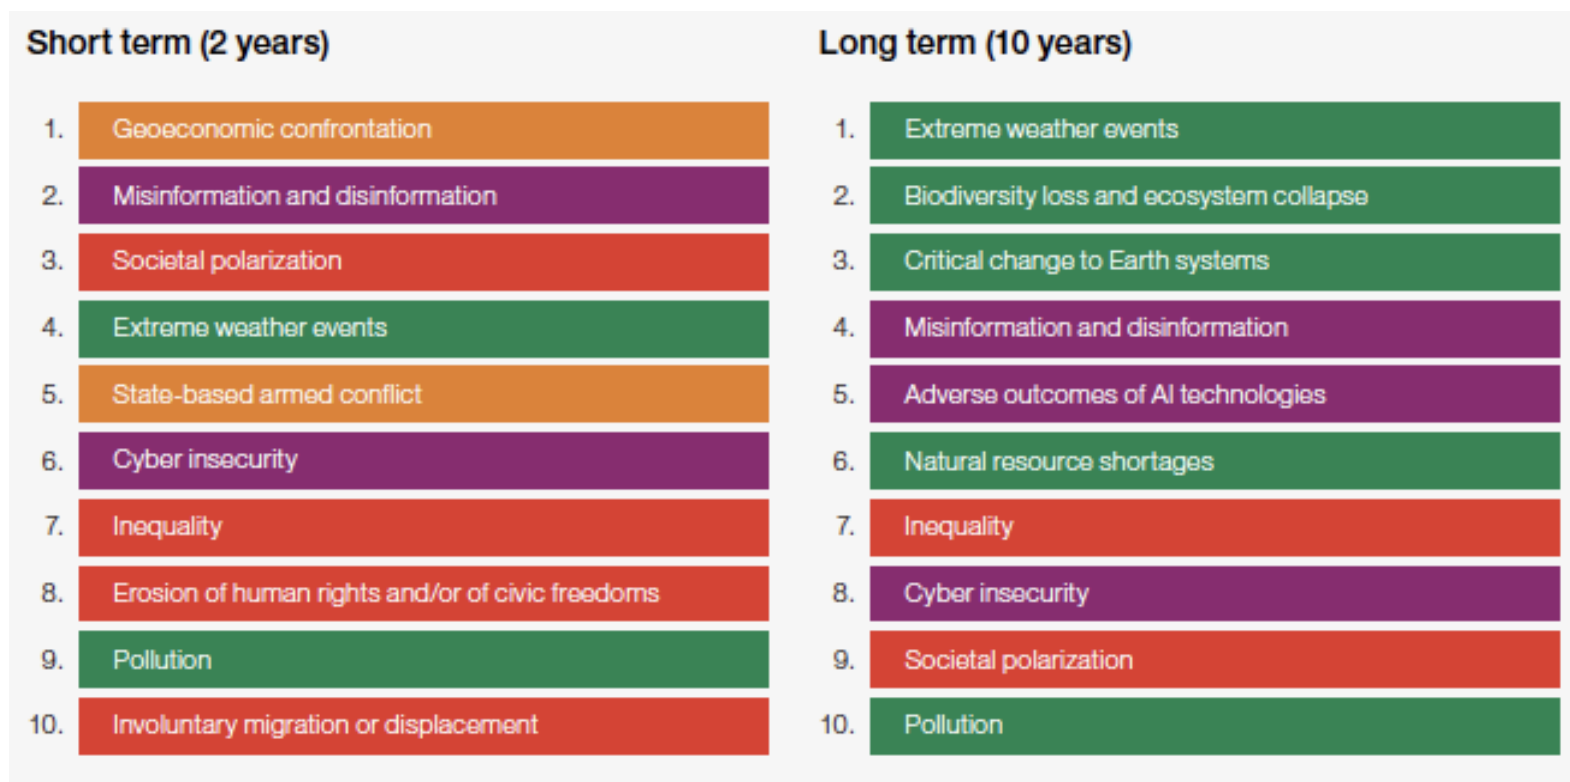 Short term (2 years)
1. Geoeconomic confrontation
2. Misinformation and disinformation
3. Societal polarization
4. Extreme weather events
5. State-based armed conflict
6. Cyber insecurity
7. Inequality
8. Erosion of human rights and/or of civic freedoms
9. Pollution
10. Involuntary migration or displacement
Long term (10 years)
1. Extreme weather events
2. Biodiversity loss and ecosystem collapse
3. Critical change to Earth systems
4. Misinformation and disinformation
5. Adverse outcomes of AI technologies
6. Natural resource shortages
7. Inequality
8. Cyber insecurity
9. Societal polarization
10. Pollution